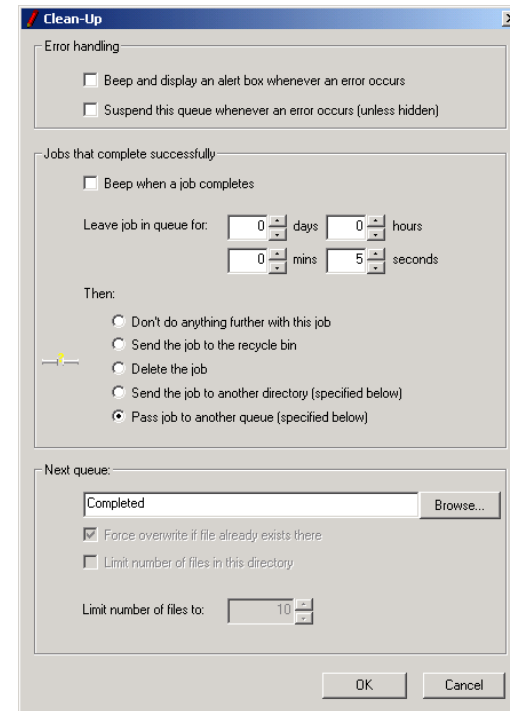 Clean-Up
Error handling
Beep and display an alert box whenever an error occurs
Suspend this queue whenever an error occurs (unless hidden)
Jobs that complete successfully
Beep when a job completes
Leave job in queue for: 0 days 0 hours
0 mins 5 seconds
Then:
Don't do anything further with this job
Send the job to the recycle bin
Delete the job
Send the job to another directory (specified below)
Pass job to another queue (specified below)
Next queue:
Completed Browse...
Force overwrite if file already exists there
Limit number of files in this directory
Limit number of files to: 10
OK Cancel